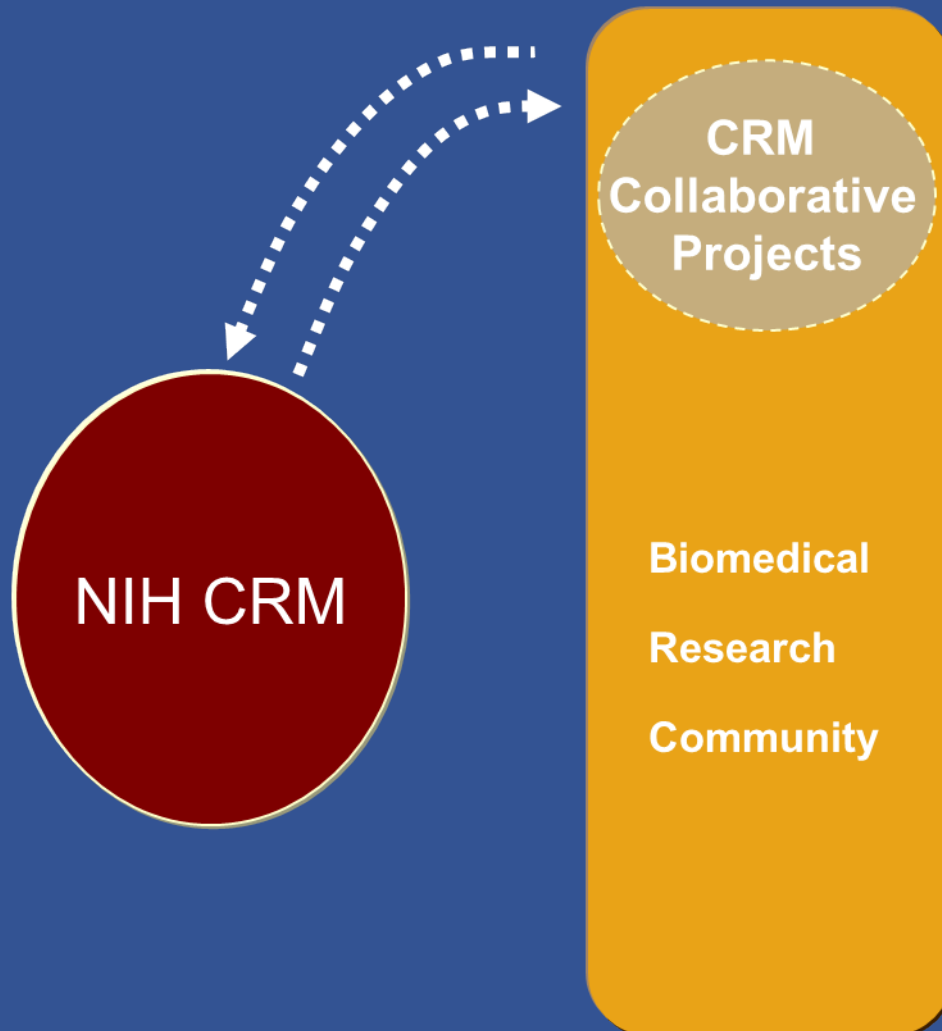 CRM
Collaborative
Projects
NIH CRM
Biomedical
Research
Community